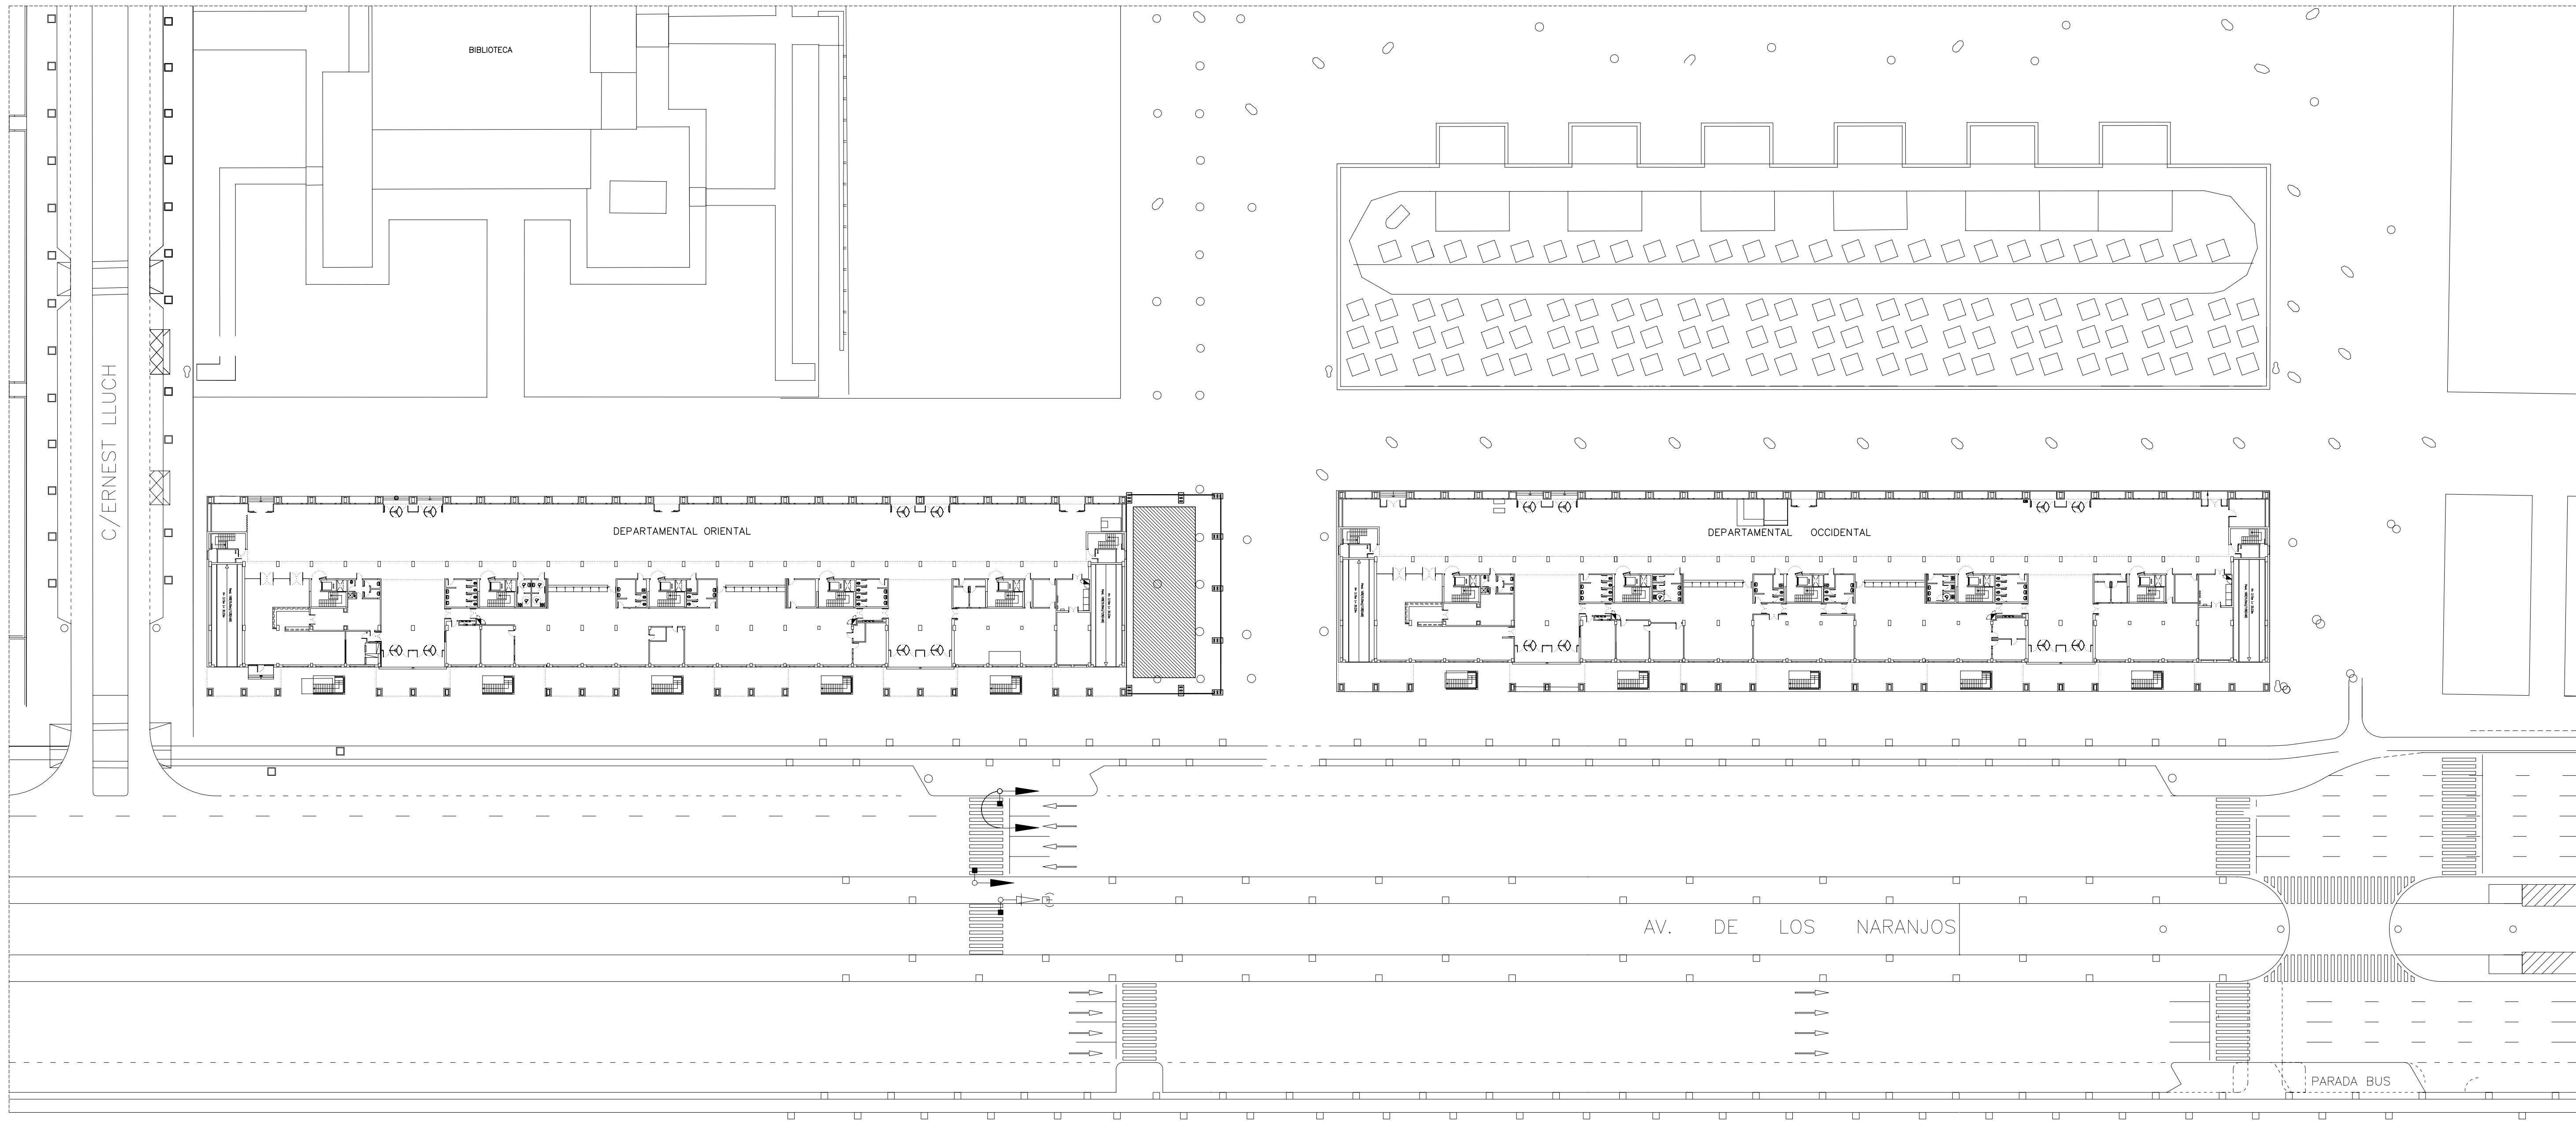 BIBLIOTECA
C/ERNEST LLUCH
DEPARTAMENTAL ORIENTAL
DEPARTAMENTAL OCCIDENTAL
AV. DE LOS NARANJOS
PARADA BUS